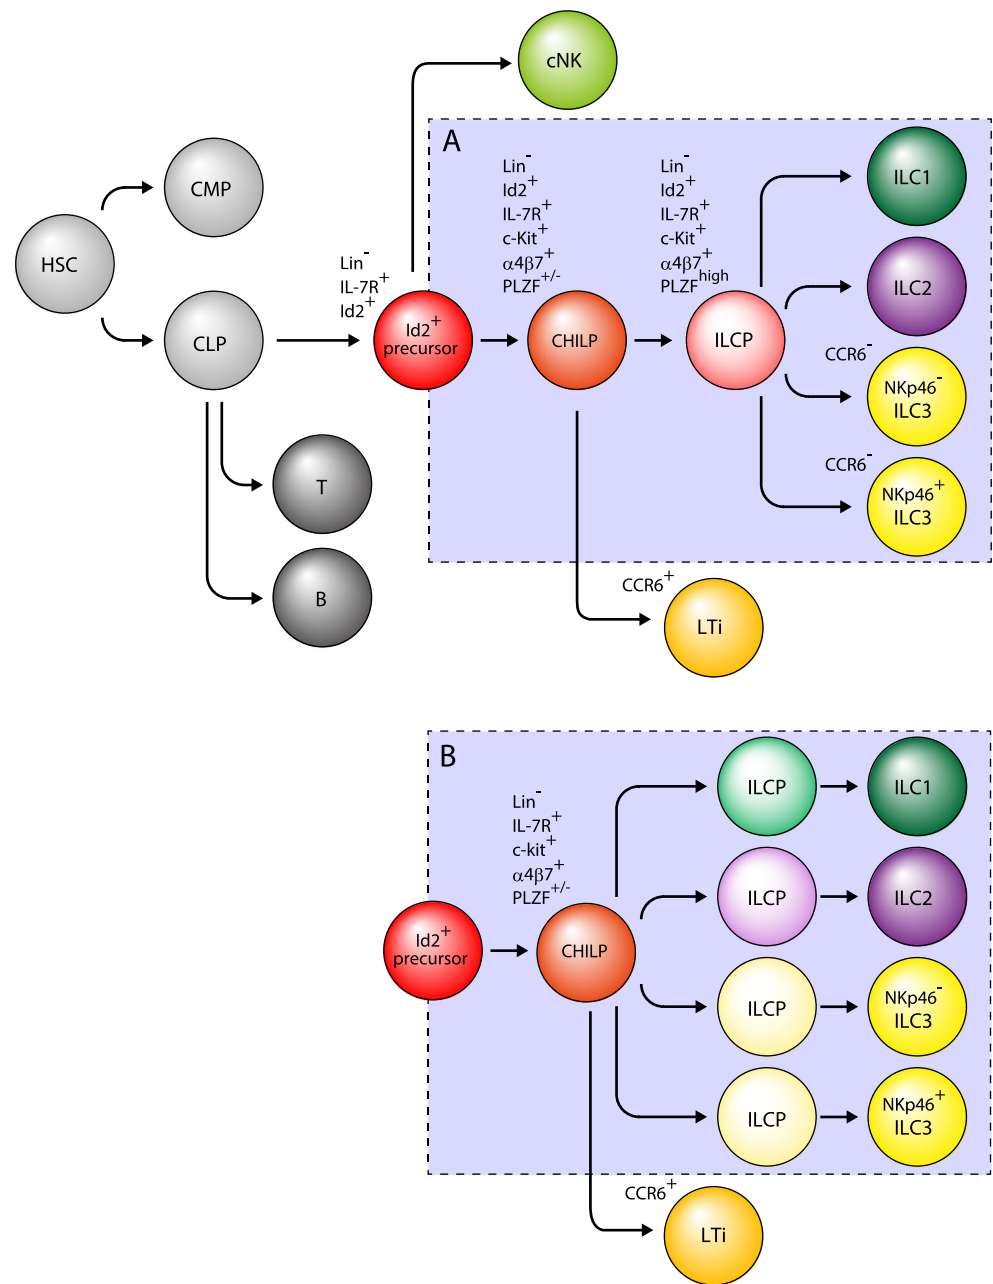 cNK
A
CMP
HSC
CLP
T
B
Lin⁻
IL-7R⁺
Id2⁺
Id2⁺
precursor
Lin⁻
Id2⁺
IL-7R⁺
c-Kit⁺
α4β7⁺
PLZF⁺/⁻
CHILP
Lin⁻
Id2⁺
IL-7R⁺
c-Kit⁺
α4β7⁺
PLZFhigh
ILCP
ILC1
ILC2
CCR6⁻
NKp46⁻
ILC3
CCR6⁻
NKp46⁺
ILC3
CCR6⁺
LTi
B
Lin⁻
IL-7R⁺
c-kit⁺
α4β7⁺
PLZF⁺/⁻
Id2⁺
precursor
CHILP
ILCP
ILC1
ILCP
ILC2
ILCP
NKp46⁻
ILC3
ILCP
NKp46⁺
ILC3
CCR6⁺
LTi